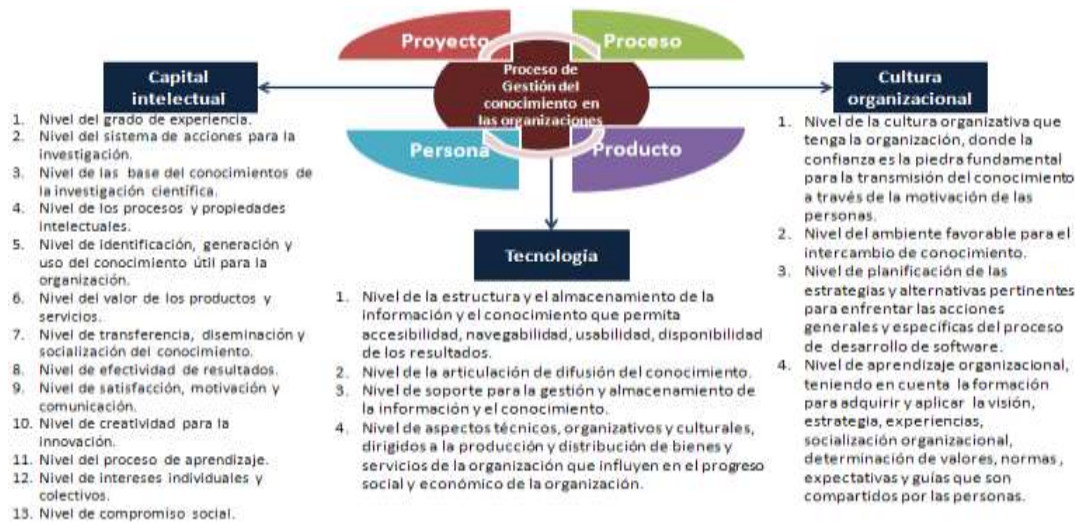 Proyecto
Proceso
Proceso de
Gestión del
conocimiento en
las organizaciones
Persona
Producto
Capital
intelectual
1. Nivel del grado de experiencia.
2. Nivel del sistema de acciones para la
investigación.
3. Nivel de las base del conocimientos de
la investigación científica.
4. Nivel de los procesos y propiedades
intelectuales.
5. Nivel de identificación, generación y
uso del conocimiento útil para la
organización.
6. Nivel del valor de los productos y
servicios.
7. Nivel de transferencia, diseminación y
socialización del conocimiento.
8. Nivel de efectividad de resultados.
9. Nivel de satisfacción, motivación y
comunicación.
10. Nivel de creatividad para la
innovación.
11. Nivel del proceso de aprendizaje.
12. Nivel de intereses individuales y
colectivos.
13. Nivel de compromiso social.
Tecnología
1. Nivel de la estructura y el almacenamiento de la
información y el conocimiento que permita
accesibilidad, navegabilidad, usabilidad, disponibilidad
de los resultados.
2. Nivel de la articulación de difusión del conocimiento.
3. Nivel de soporte para la gestión y almacenamiento de
la información y el conocimiento.
4. Nivel de aspectos técnicos, organizativos y culturales,
dirigidos a la producción y distribución de bienes y
servicios de la organización que influyen en el progreso
social y económico de la organización.
Cultura
organizacional
1. Nivel de la cultura organizativa que
tenga la organización, donde la
confianza es la piedra fundamental
para la transmisión del conocimiento
a través de la motivación de las
personas.
2. Nivel del ambiente favorable para el
intercambio de conocimiento.
3. Nivel de planificación de las
estrategias y alternativas pertinentes
para enfrentar las acciones
generales y específicas del proceso
de desarrollo de software.
4. Nivel de aprendizaje organizacional,
teniendo en cuenta la formación
para adquirir y aplicar la visión,
estrategia, experiencias,
socialización organizacional,
determinación de valores, normas,
expectativas y guías que son
compartidos por las personas.